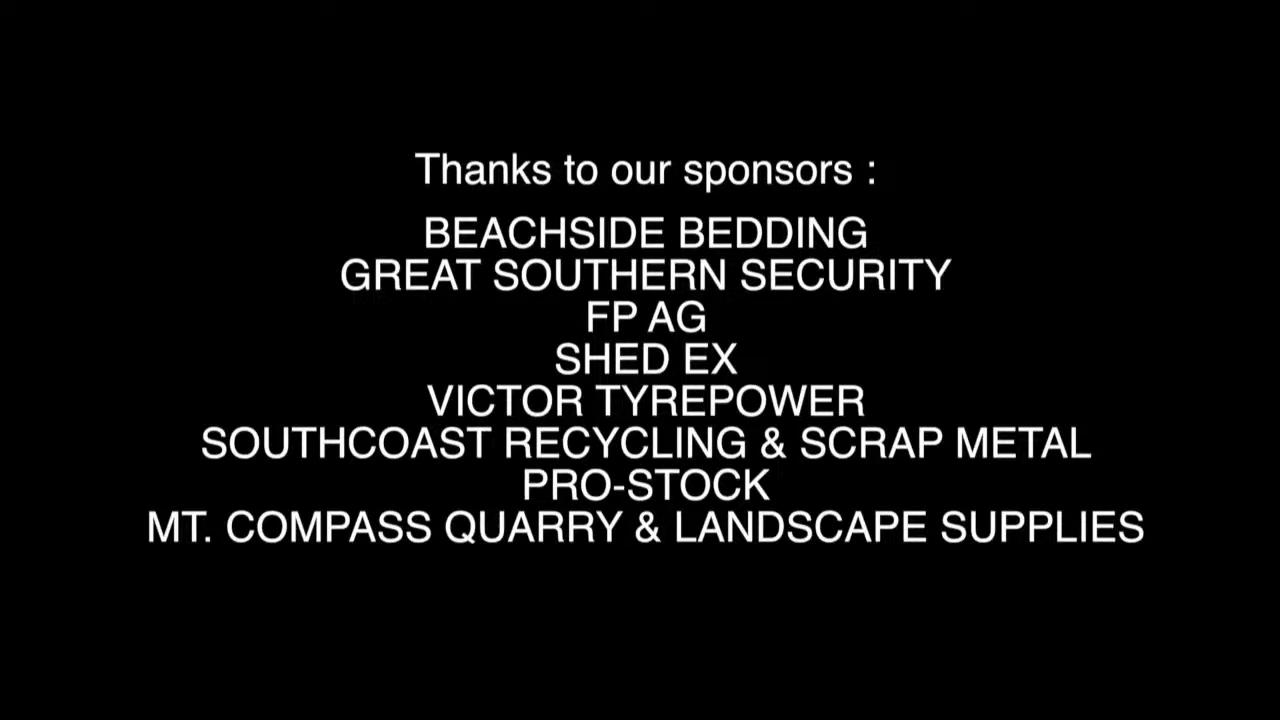 Thanks to our sponsors :
BEACHSIDE BEDDING
GREAT SOUTHERN SECURITY
FP AG
SHED EX
VICTOR TYREPOWER
SOUTHCOAST RECYCLING & SCRAP METAL
PRO-STOCK
MT. COMPASS QUARRY & LANDSCAPE SUPPLIES